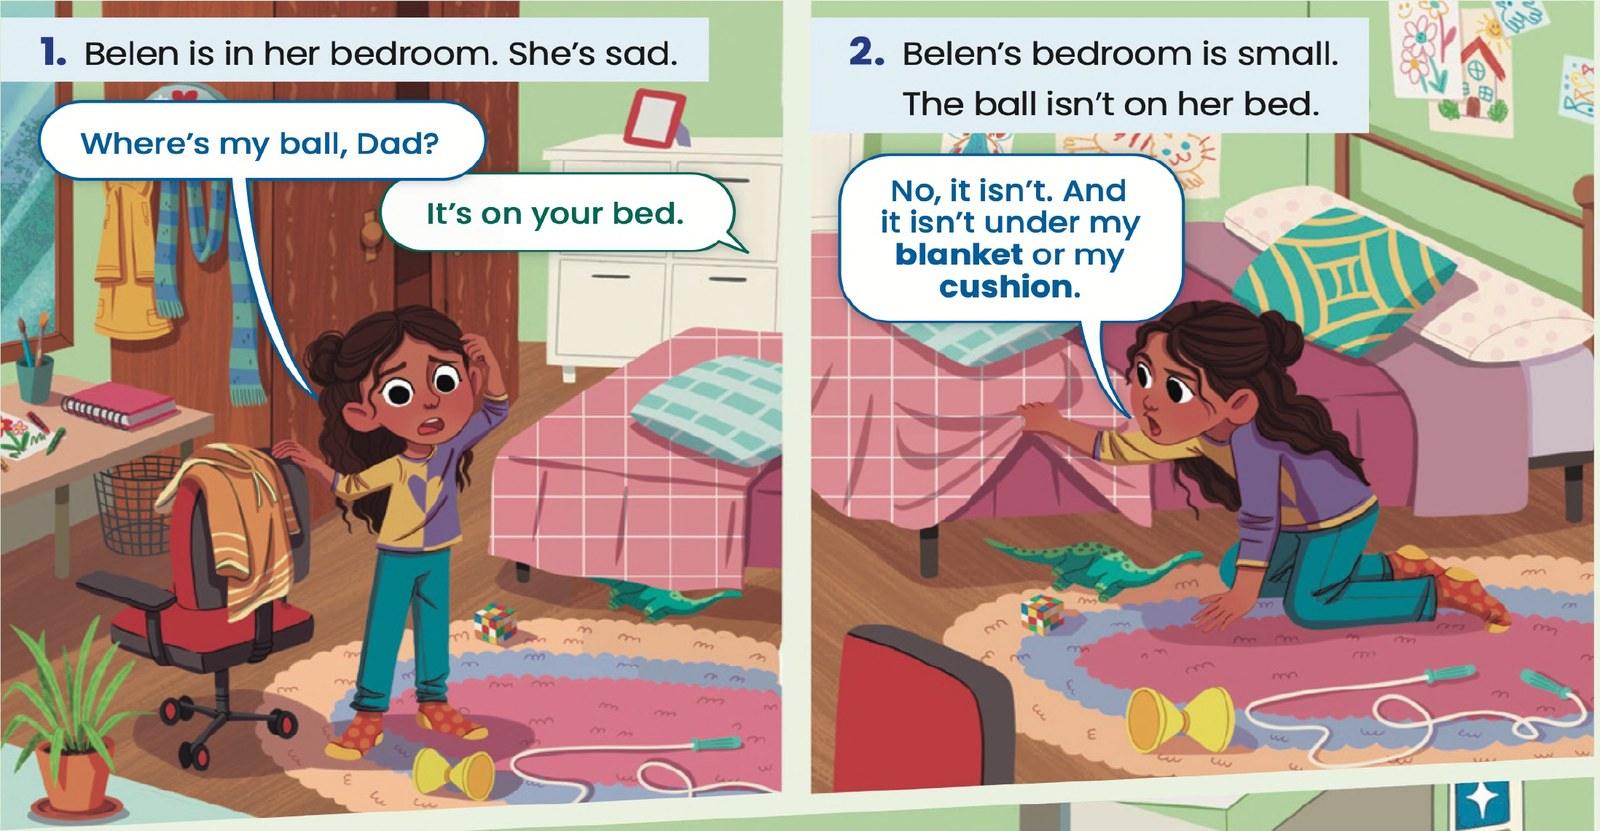 1. Belen is in her bedroom. She's sad.
Where's my ball, Dad?
It's on your bed.
2. Belen's bedroom is small.
The ball isn't on her bed.
No, it isn't. And
it isn't under my
blanket or my
cushion.